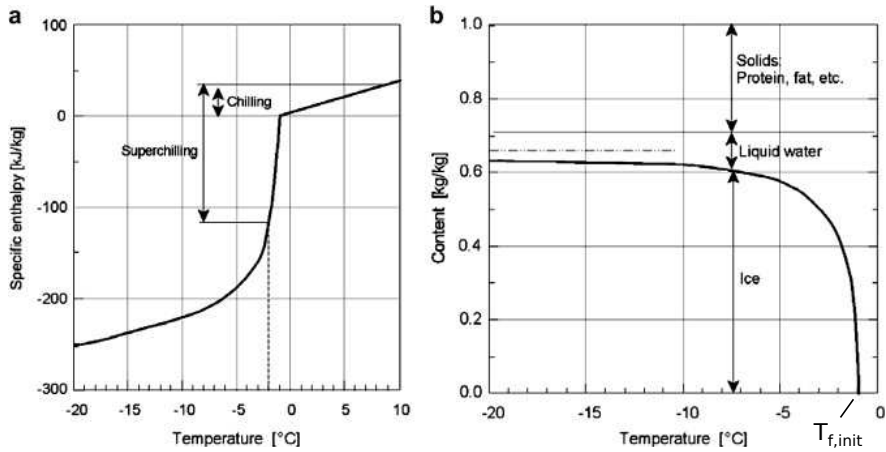 a
100
0
-100
-200
-300
Specific enthalpy [kJ/kg]
Chilling
Superchilling
-20
-15
-10
-5
0
5
10
Temperature [°C]
b
1.0
0.8
0.6
0.4
0.2
0.0
Content [kg/kg]
Solids:
Protein, fat, etc.
Liquid water
Ice
-20
-15
-10
-5
0
Temperature [°C]
T f,init